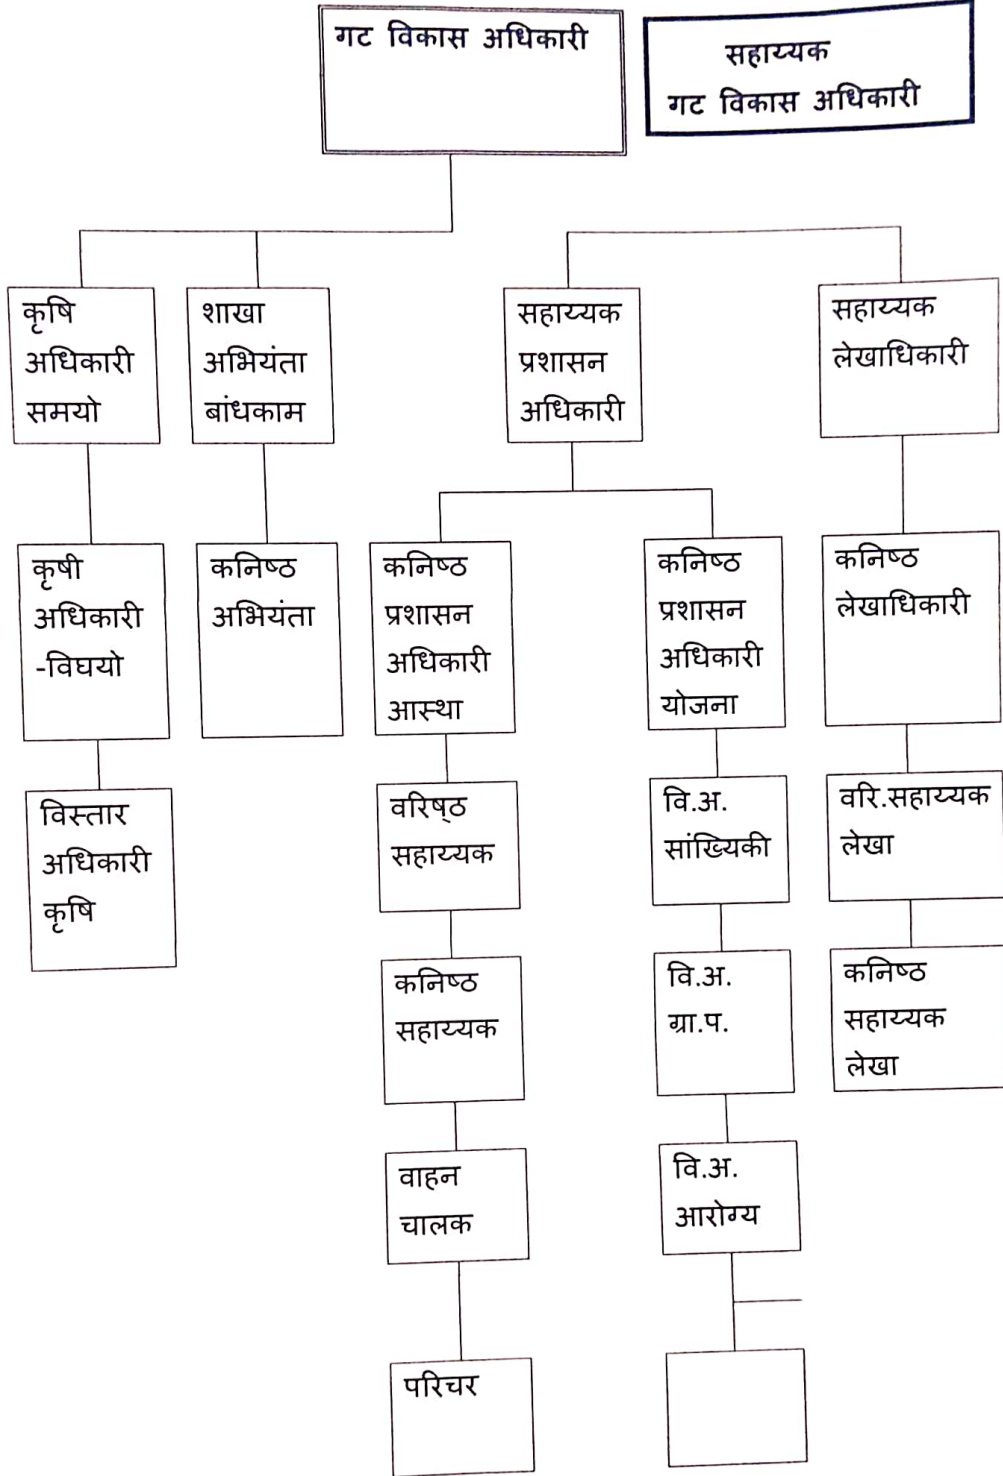 गट विकास अधिकारी
सहाय्यक
गट विकास अधिकारी
कृषि
अधिकारी
समयो
शाखा
अभियंता
बांधकाम
सहाय्यक
प्रशासन
अधिकारी
सहाय्यक
लेखाधिकारी
कृषी
अधिकारी
-विघयो
कनिष्ठ
अभियंता
कनिष्ठ
प्रशासन
अधिकारी
आस्था
कनिष्ठ
प्रशासन
अधिकारी
योजना
कनिष्ठ
लेखाधिकारी
विस्तार
अधिकारी
कृषि
वरिष्ठ
सहाय्यक
वि.अ.
सांख्यिकी
वरि.सहाय्यक
लेखा
कनिष्ठ
सहाय्यक
वि.अ.
ग्रा.प.
कनिष्ठ
सहाय्यक
लेखा
वाहन
चालक
वि.अ.
आरोग्य
परिचर